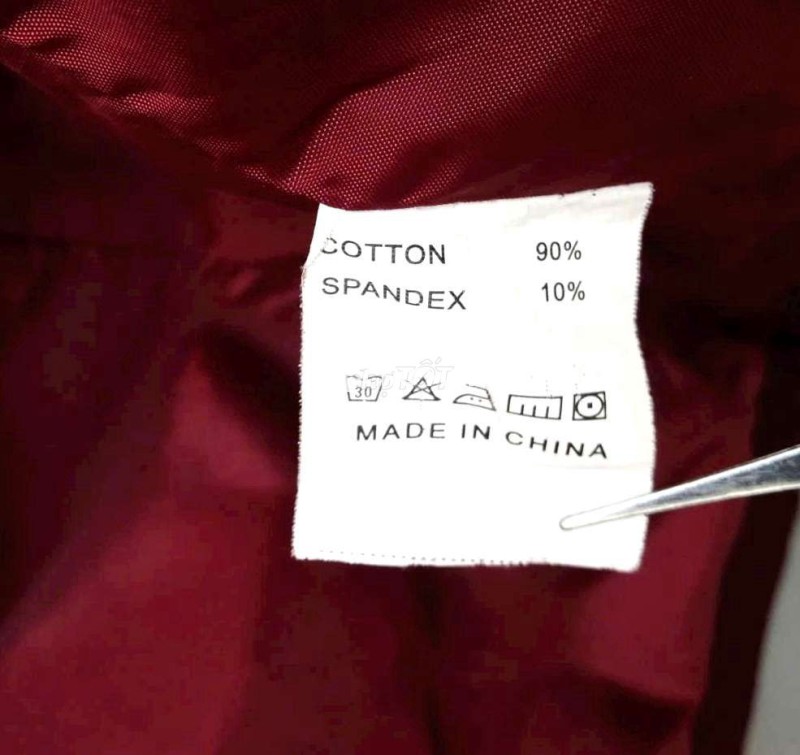 COTTON 90%
SPANDEX 10%
30
MADE IN CHINA